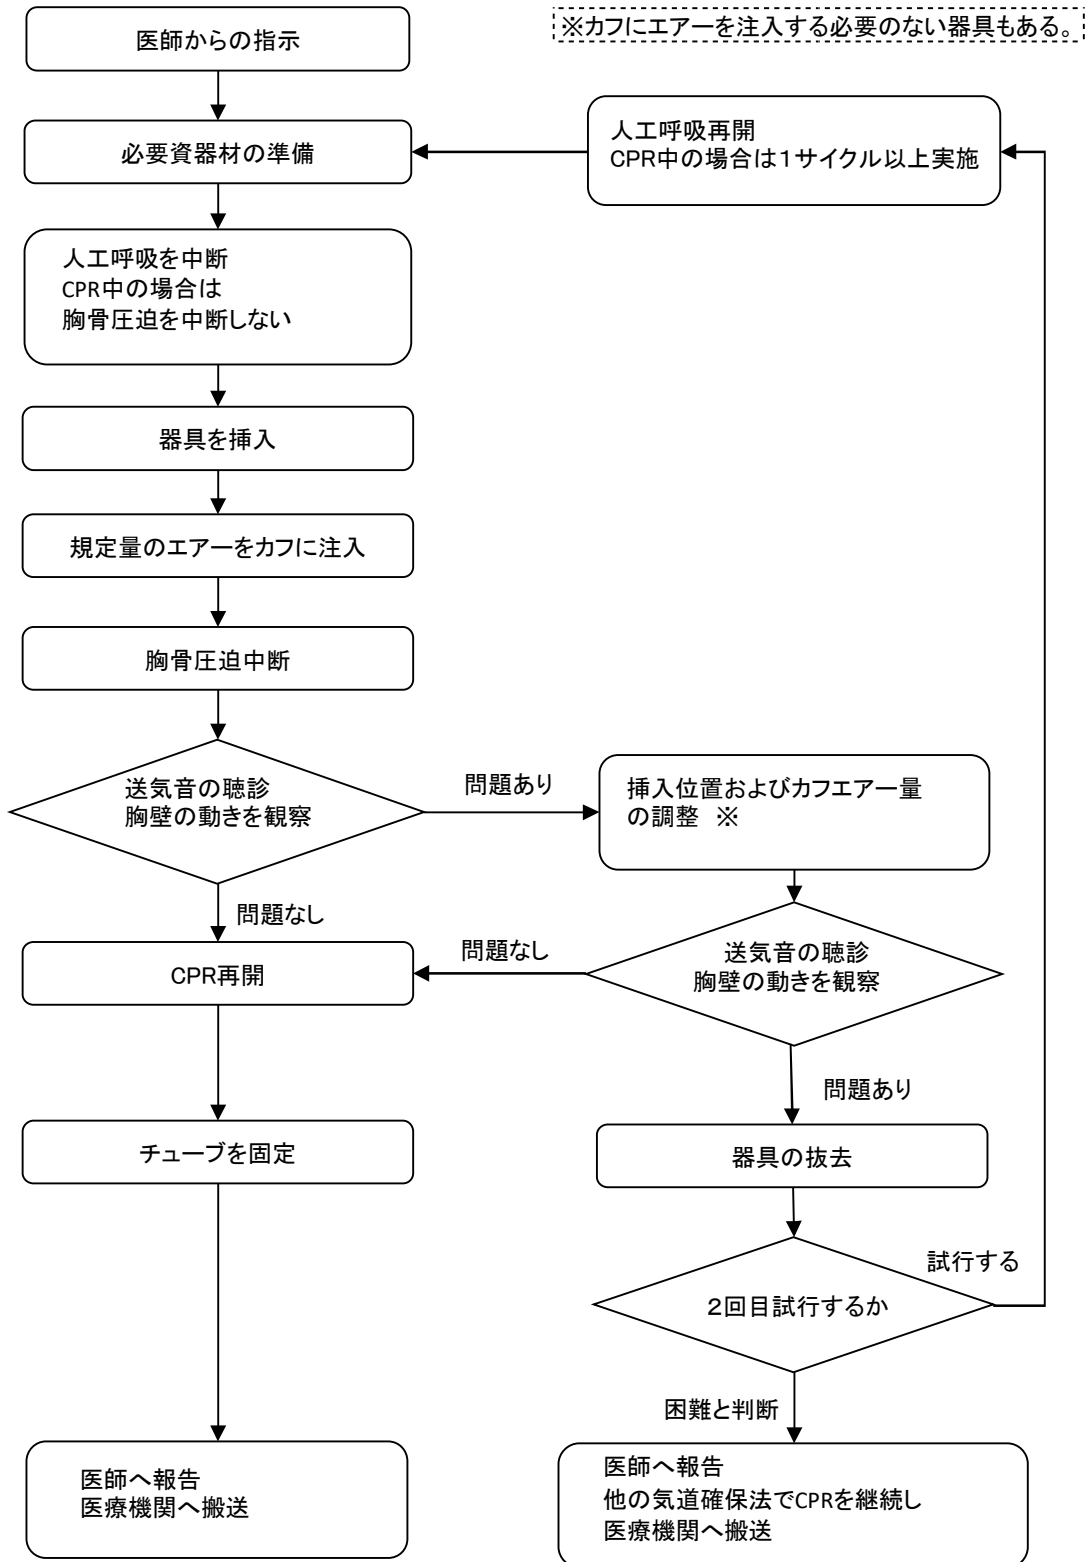 医師からの指示
※カフにエアーを注入する必要のない器具もある。
必要資器材の準備
人工呼吸再開
CPR中の場合は1サイクル以上実施
人工呼吸を中断
CPR中の場合は
胸骨圧迫を中断しない
器具を挿入
規定量のエアーをカフに注入
胸骨圧迫中断
送気音の聴診
胸壁の動きを観察
問題あり
挿入位置およびカフエアー量
の調整 ※
問題なし
CPR再開
問題なし
送気音の聴診
胸壁の動きを観察
問題あり
チューブを固定
器具の抜去
試行する
2回目試行するか
困難と判断
医師へ報告
医療機関へ搬送
医師へ報告
他の気道確保法でCPRを継続し
医療機関へ搬送